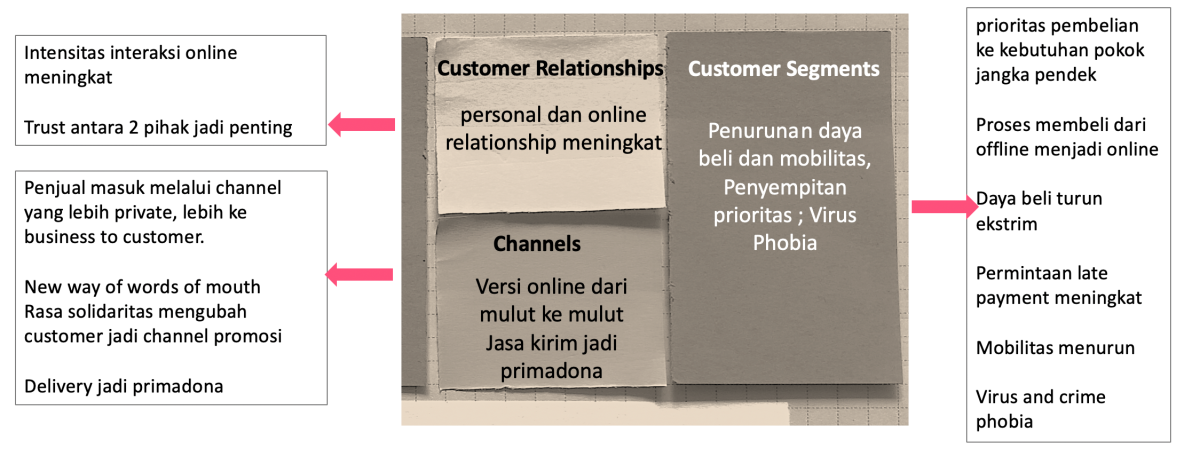 Intensitas interaksi online
meningkat
Trust antara 2 pihak jadi penting
Penjual masuk melalui channel
yang lebih private, lebih ke
business to customer.
New way of words of mouth
Rasa solidaritas mengubah
customer jadi channel promosi
Delivery jadi primadona
Customer Relationships
personal dan online
relationship meningkat
Channels
Versi online dari
mulut ke mulut
Jasa kirim jadi
primadona
Customer Segments
Penurunan daya
beli dan mobilitas,
Penyempitan
prioritas ; Virus
Phobia
prioritas pembelian
ke kebutuhan pokok
jangka pendek
Proses membeli dari
offline menjadi online
Daya beli turun
ekstrim
Permintaan late
payment meningkat
Mobilitas menurun
Virus and crime
phobia